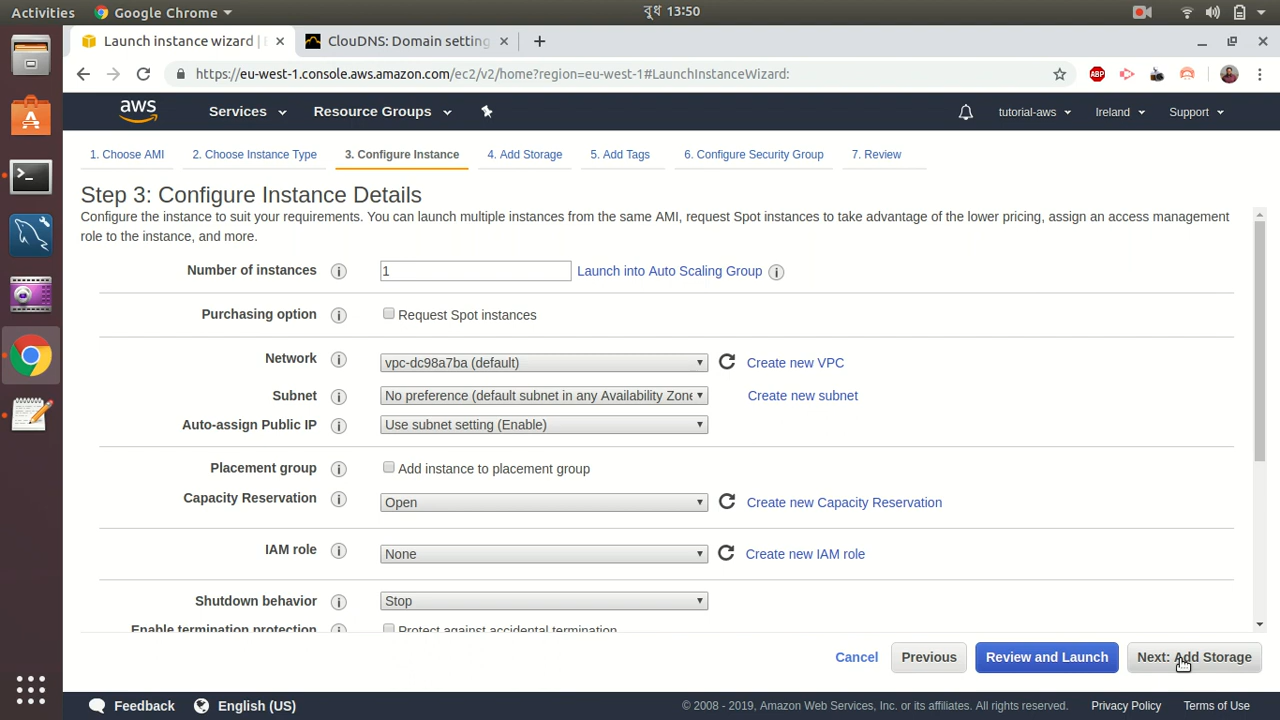 Activities Google Chrome বুধ 13:50
Launch instance wizard | ClouDNS: Domain setting
https://eu-west-1.console.aws.amazon.com/ec2/v2/home?region=eu-west-1#LaunchInstanceWizard:
ABP
aws Services Resource Groups tutorial-aws Ireland Support
1. Choose AMI 2. Choose Instance Type 3. Configure Instance 4. Add Storage 5. Add Tags 6. Configure Security Group 7. Review
Step 3: Configure Instance Details
Configure the instance to suit your requirements. You can launch multiple instances from the same AMI, request Spot instances to take advantage of the lower pricing, assign an access management
role to the instance, and more.
Number of instances 1 Launch into Auto Scaling Group
Purchasing option Request Spot instances
Network vpc-dc98a7ba (default) Create new VPC
Subnet No preference (default subnet in any Availability Zone Create new subnet
Auto-assign Public IP Use subnet setting (Enable)
Placement group Add instance to placement group
Capacity Reservation Open Create new Capacity Reservation
IAM role None Create new IAM role
Shutdown behavior Stop
Enable termination protection Protect against accidental termination
Cancel Previous Review and Launch Next: Add Storage
Feedback English (US) © 2008 - 2019, Amazon Web Services, Inc. or its affiliates. All rights reserved. Privacy Policy Terms of Use